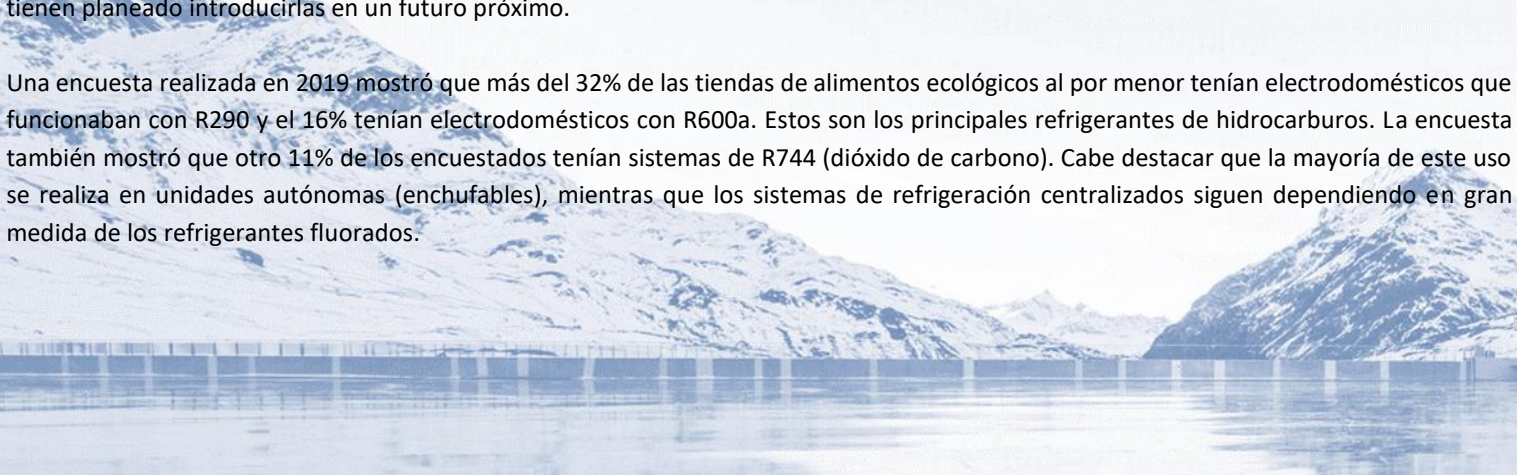 tienen planeado introducirlas en un futuro próximo.
Una encuesta realizada en 2019 mostró que más del 32% de las tiendas de alimentos ecológicos al por menor tenían electrodomésticos que
funcionaban con R290 y el 16% tenían electrodomésticos con R600a. Estos son los principales refrigerantes de hidrocarburos. La encuesta
también mostró que otro 11% de los encuestados tenían sistemas de R744 (dióxido de carbono). Cabe destacar que la mayoría de este uso
se realiza en unidades autónomas (enchufables), mientras que los sistemas de refrigeración centralizados siguen dependiendo en gran
medida de los refrigerantes fluorados.